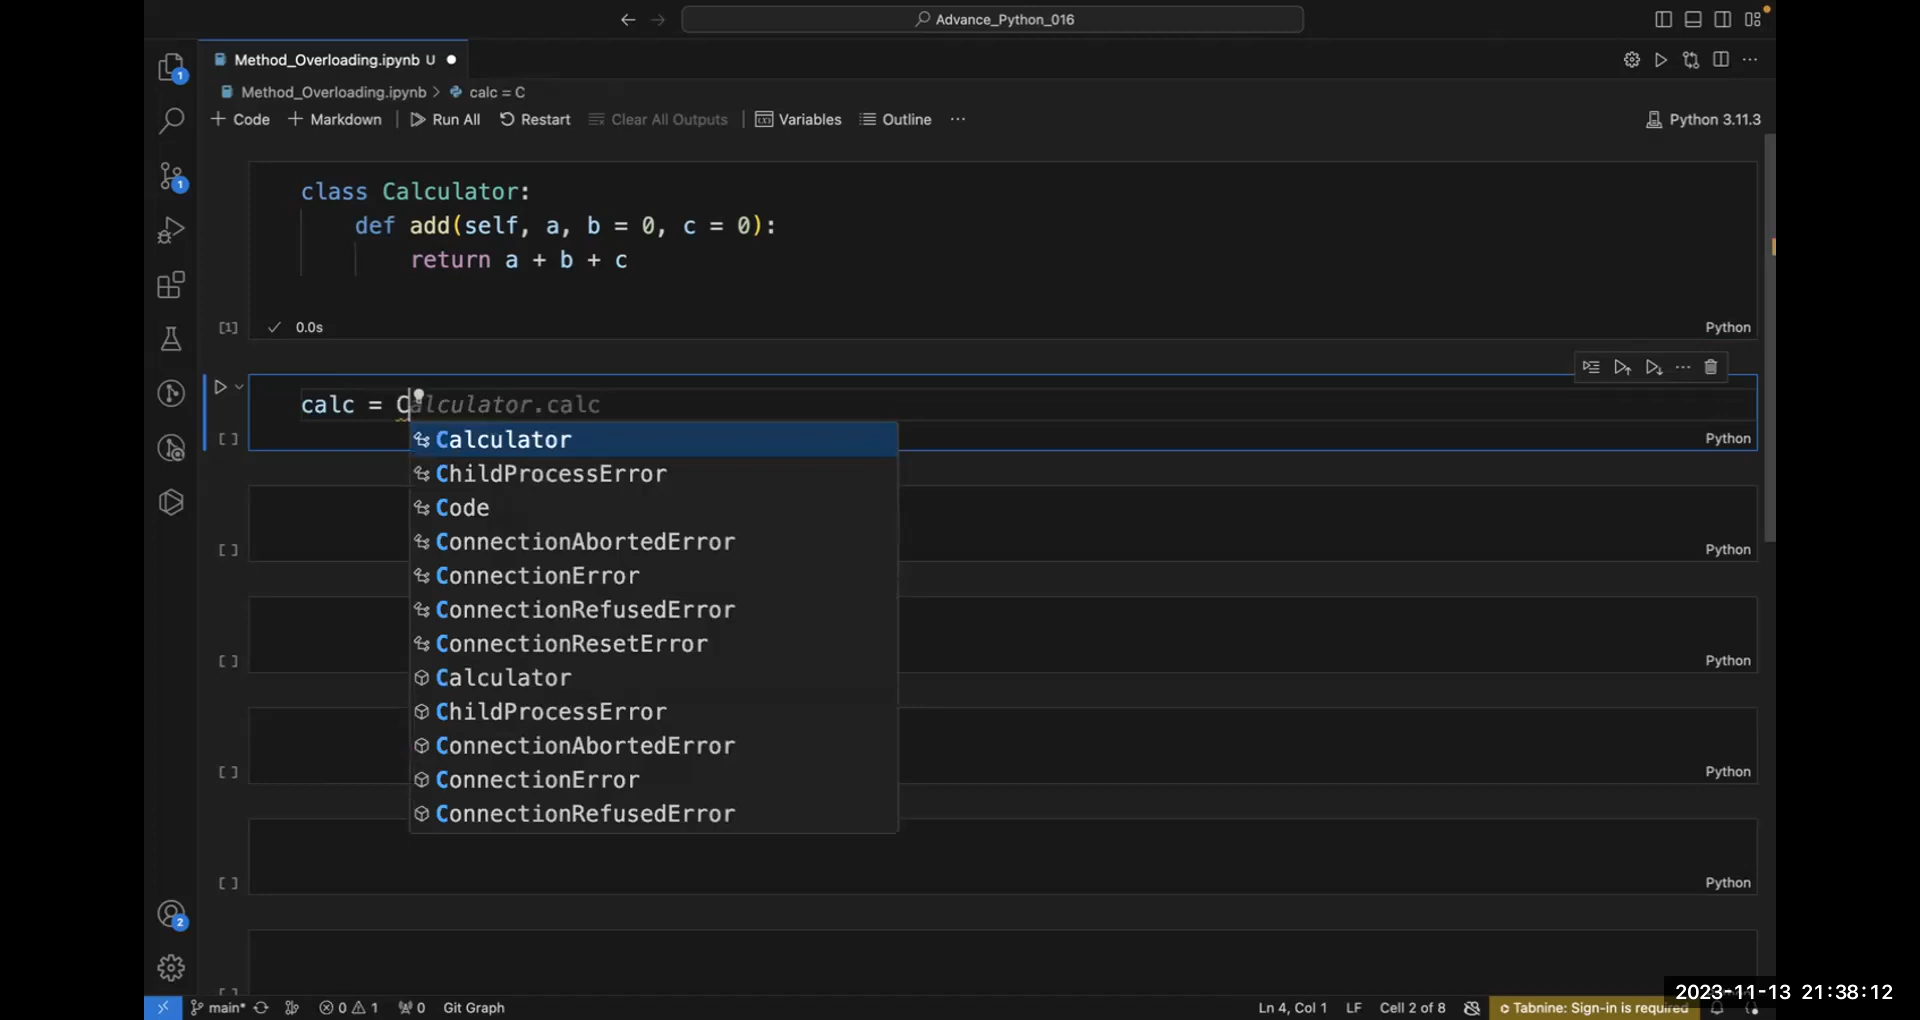 Advance_Python_016
Method_Overloading.ipynb U
Method_Overloading.ipynb > calc = C
+ Code + Markdown Run All Restart Clear All Outputs Variables Outline ...
Python 3.11.3
class Calculator:
def add(self, a, b = 0, c = 0):
return a + b + c
[1] 0.0s
Python
calc = Calculator.calc
[ ]
Python
Calculator
ChildProcessError
Code
ConnectionAbortedError
ConnectionError
ConnectionRefusedError
ConnectionResetError
Calculator
ChildProcessError
ConnectionAbortedError
ConnectionError
ConnectionRefusedError
[ ]
Python
[ ]
Python
[ ]
Python
[ ]
Python
1
1
2
main* 0 1 0 Git Graph
Ln 4, Col 1 LF Cell 2 of 8 Tabnine: Sign-in is required
2023-11-13 21:38:12